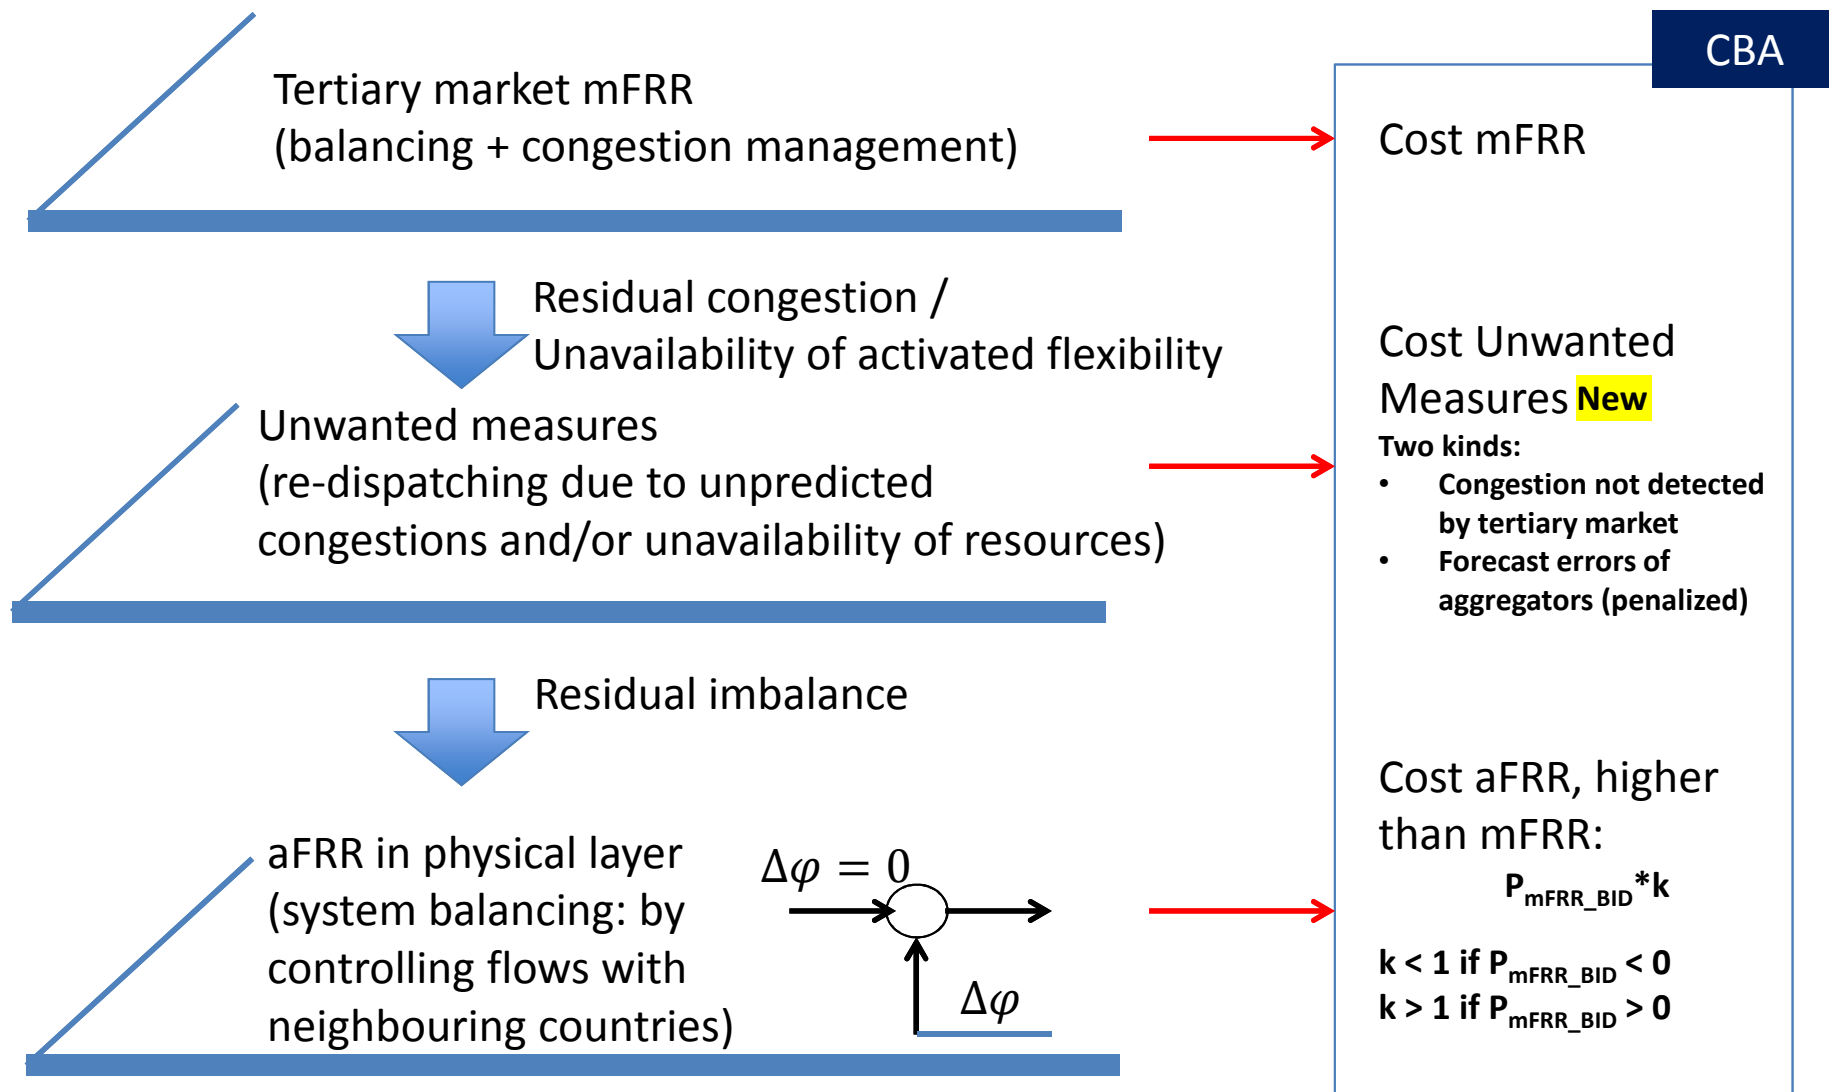 CBA
Tertiary market mFRR
(balancing + congestion management)
Cost mFRR
Residual congestion /
Unavailability of activated flexibility
Unwanted measures
(re-dispatching due to unpredicted
congestions and/or unavailability of resources)
Cost Unwanted
Measures New
Two kinds:
• Congestion not detected
by tertiary market
• Forecast errors of
aggregators (penalized)
Residual imbalance
aFRR in physical layer
(system balancing: by
controlling flows with
neighbouring countries)
Δφ = 0
Δφ
Cost aFRR, higher
than mFRR:
PmFRR_BID*k
k < 1 if PmFRR_BID < 0
k > 1 if PmFRR_BID > 0